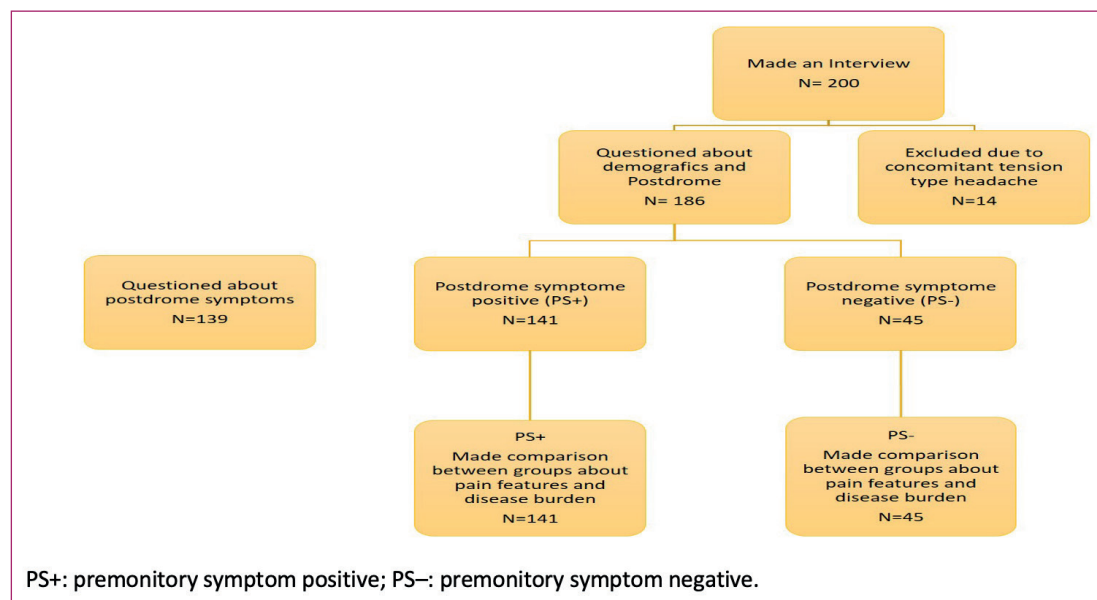 Made an Interview
N= 200
Questioned about
demografics and
Postdrome
N= 186
Excluded due to
concomitant tension
type headache
N=14
Questioned about
postdrome symptoms
N=139
Postdrome symptome
positive (PS+)
N=141
Postdrome symptome
negative (PS-)
N=45
PS+
Made comparison
between groups about
pain features and
disease burden
N=141
PS-
Made comparison
between groups about
pain features and
disease burden
N=45
PS+: premonitory symptom positive; PS–: premonitory symptom negative.